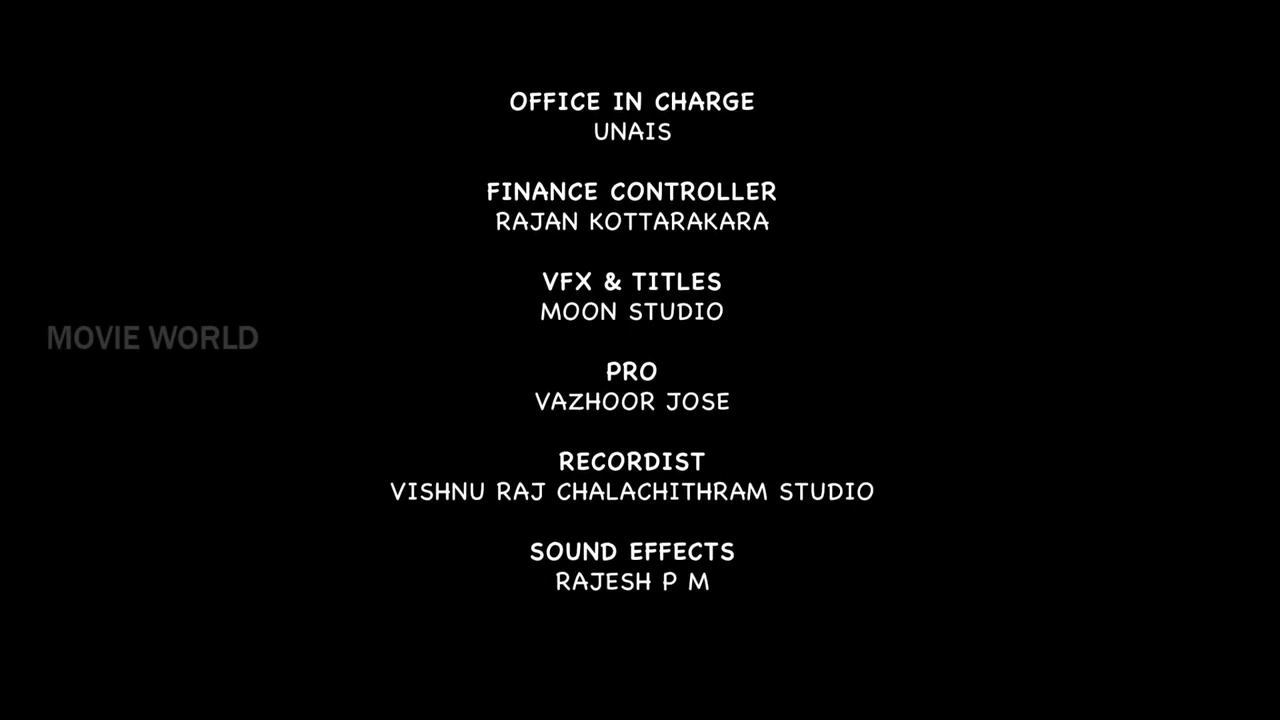 OFFICE IN CHARGE
UNAIS
FINANCE CONTROLLER
RAJAN KOTTARAKARA
VFX & TITLES
MOON STUDIO
MOVIE WORLD
PRO
VAZHOOR JOSE
RECORDIST
VISHNU RAJ CHALACHITHRAM STUDIO
SOUND EFFECTS
RAJESH P M